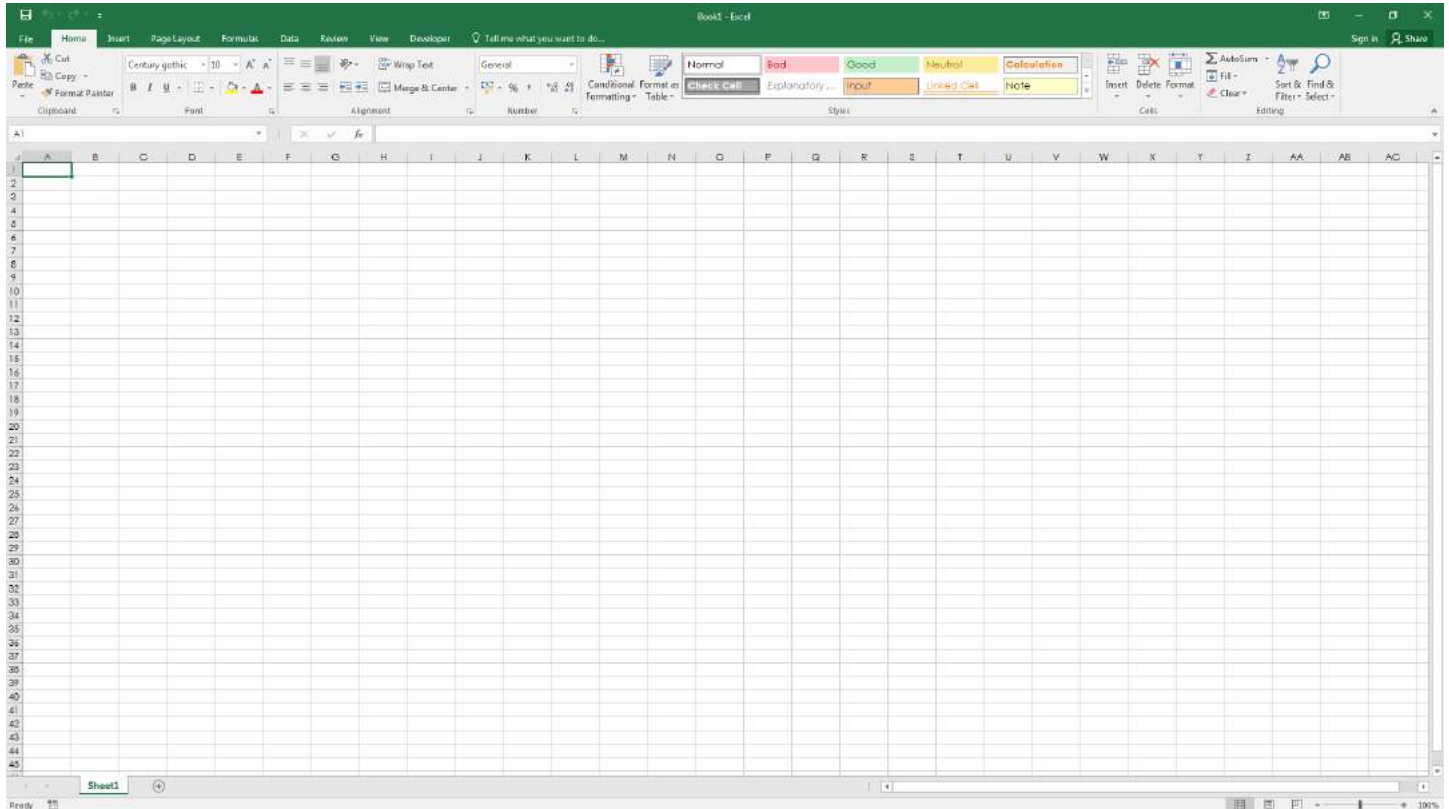 Book1 - Excel
File Home Insert Page Layout Formulas Data Review View Developer Tell me what you want to do... Sign in Share
Cut
Copy
Format Painter
Paste
Century gothic 10
B I U
Wrap Text
Merge & Center
General
%
Conditional Formatting
Format as Table
Normal Bad Good Neutral Calculation
Check Cell Explanatory ... Input Linked Cell Note
Insert Delete Format
AutoSum
Fill
Clear
Sort & Filter
Find & Select
Clipboard Font Alignment Number Styles Cells Editing
A1 fx
A B C D E F G H I J K L M N O P Q R S T U V W X Y Z AA AB AC
1
2
3
4
5
6
7
8
9
10
11
12
13
14
15
16
17
18
19
20
21
22
23
24
25
26
27
28
29
30
31
32
33
34
35
36
37
38
39
40
41
42
43
44
45
Sheet1
Ready 100%